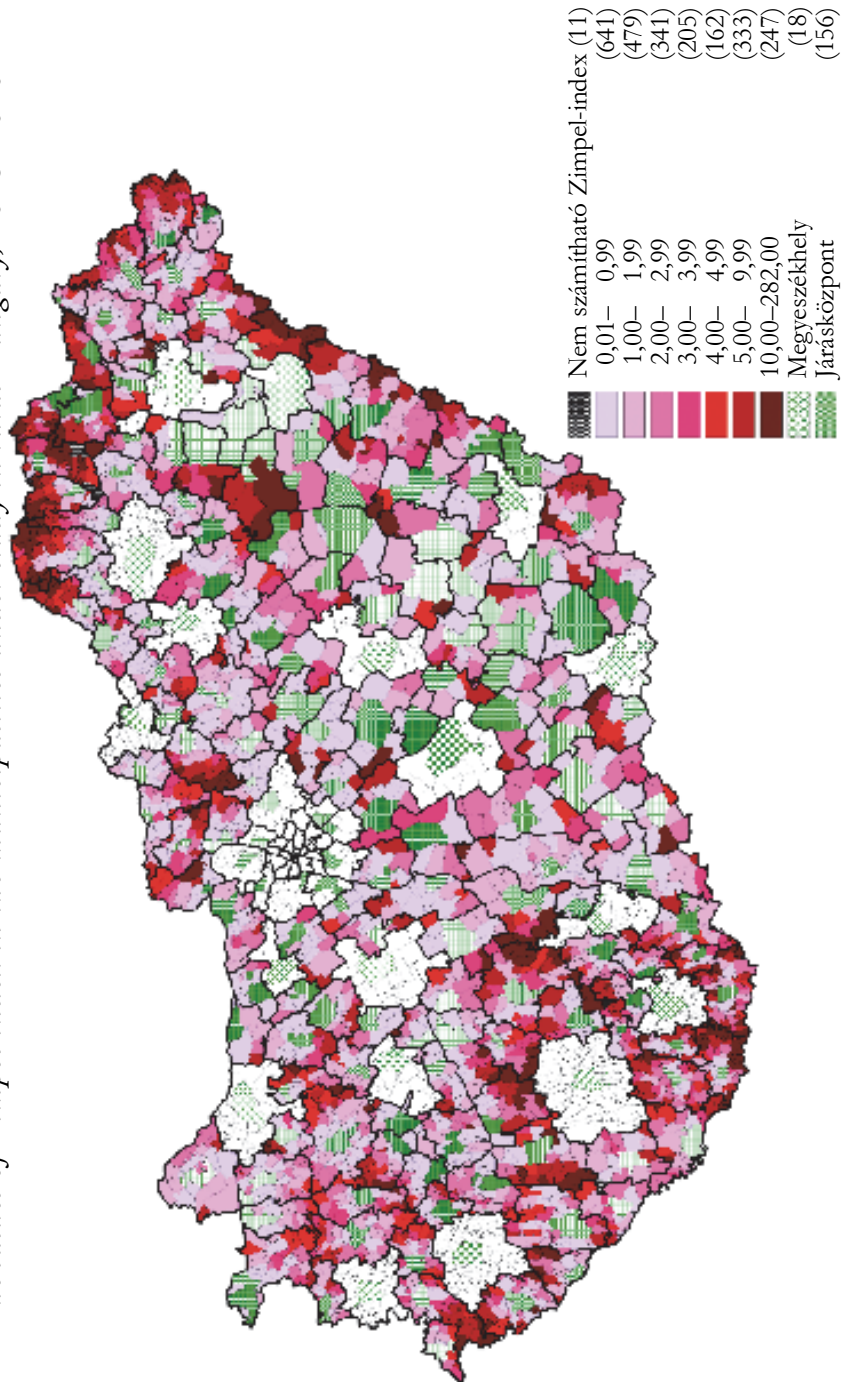 Nem számítható Zimpel-index (11)
0,01– 0,99 (641)
1,00– 1,99 (479)
2,00– 2,99 (341)
3,00– 3,99 (205)
4,00– 4,99 (162)
5,00– 9,99 (333)
10,00–282,00 (247)
Megyeszékhely (18)
Járásközpont (156)